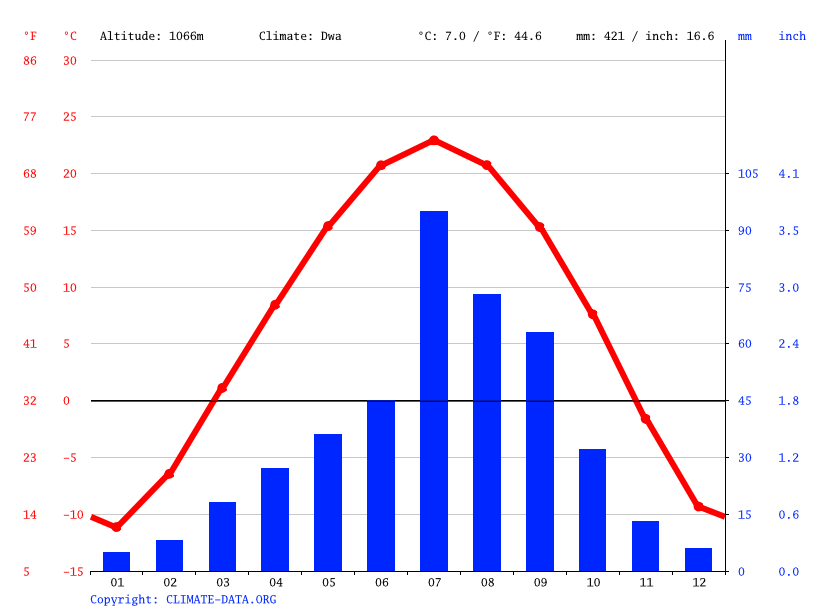 °F °C Altitude: 1066m Climate: Dwa °C: 7.0 / °F: 44.6 mm: 421 / inch: 16.6 mm inch
86 30
77 25
68 20 105 4.1
59 15 90 3.5
50 10 75 3.0
41 5 60 2.4
32 0 45 1.8
23 -5 30 1.2
14 -10 15 0.6
5 -15 0 0.0
01 02 03 04 05 06 07 08 09 10 11 12
Copyright: CLIMATE-DATA.ORG